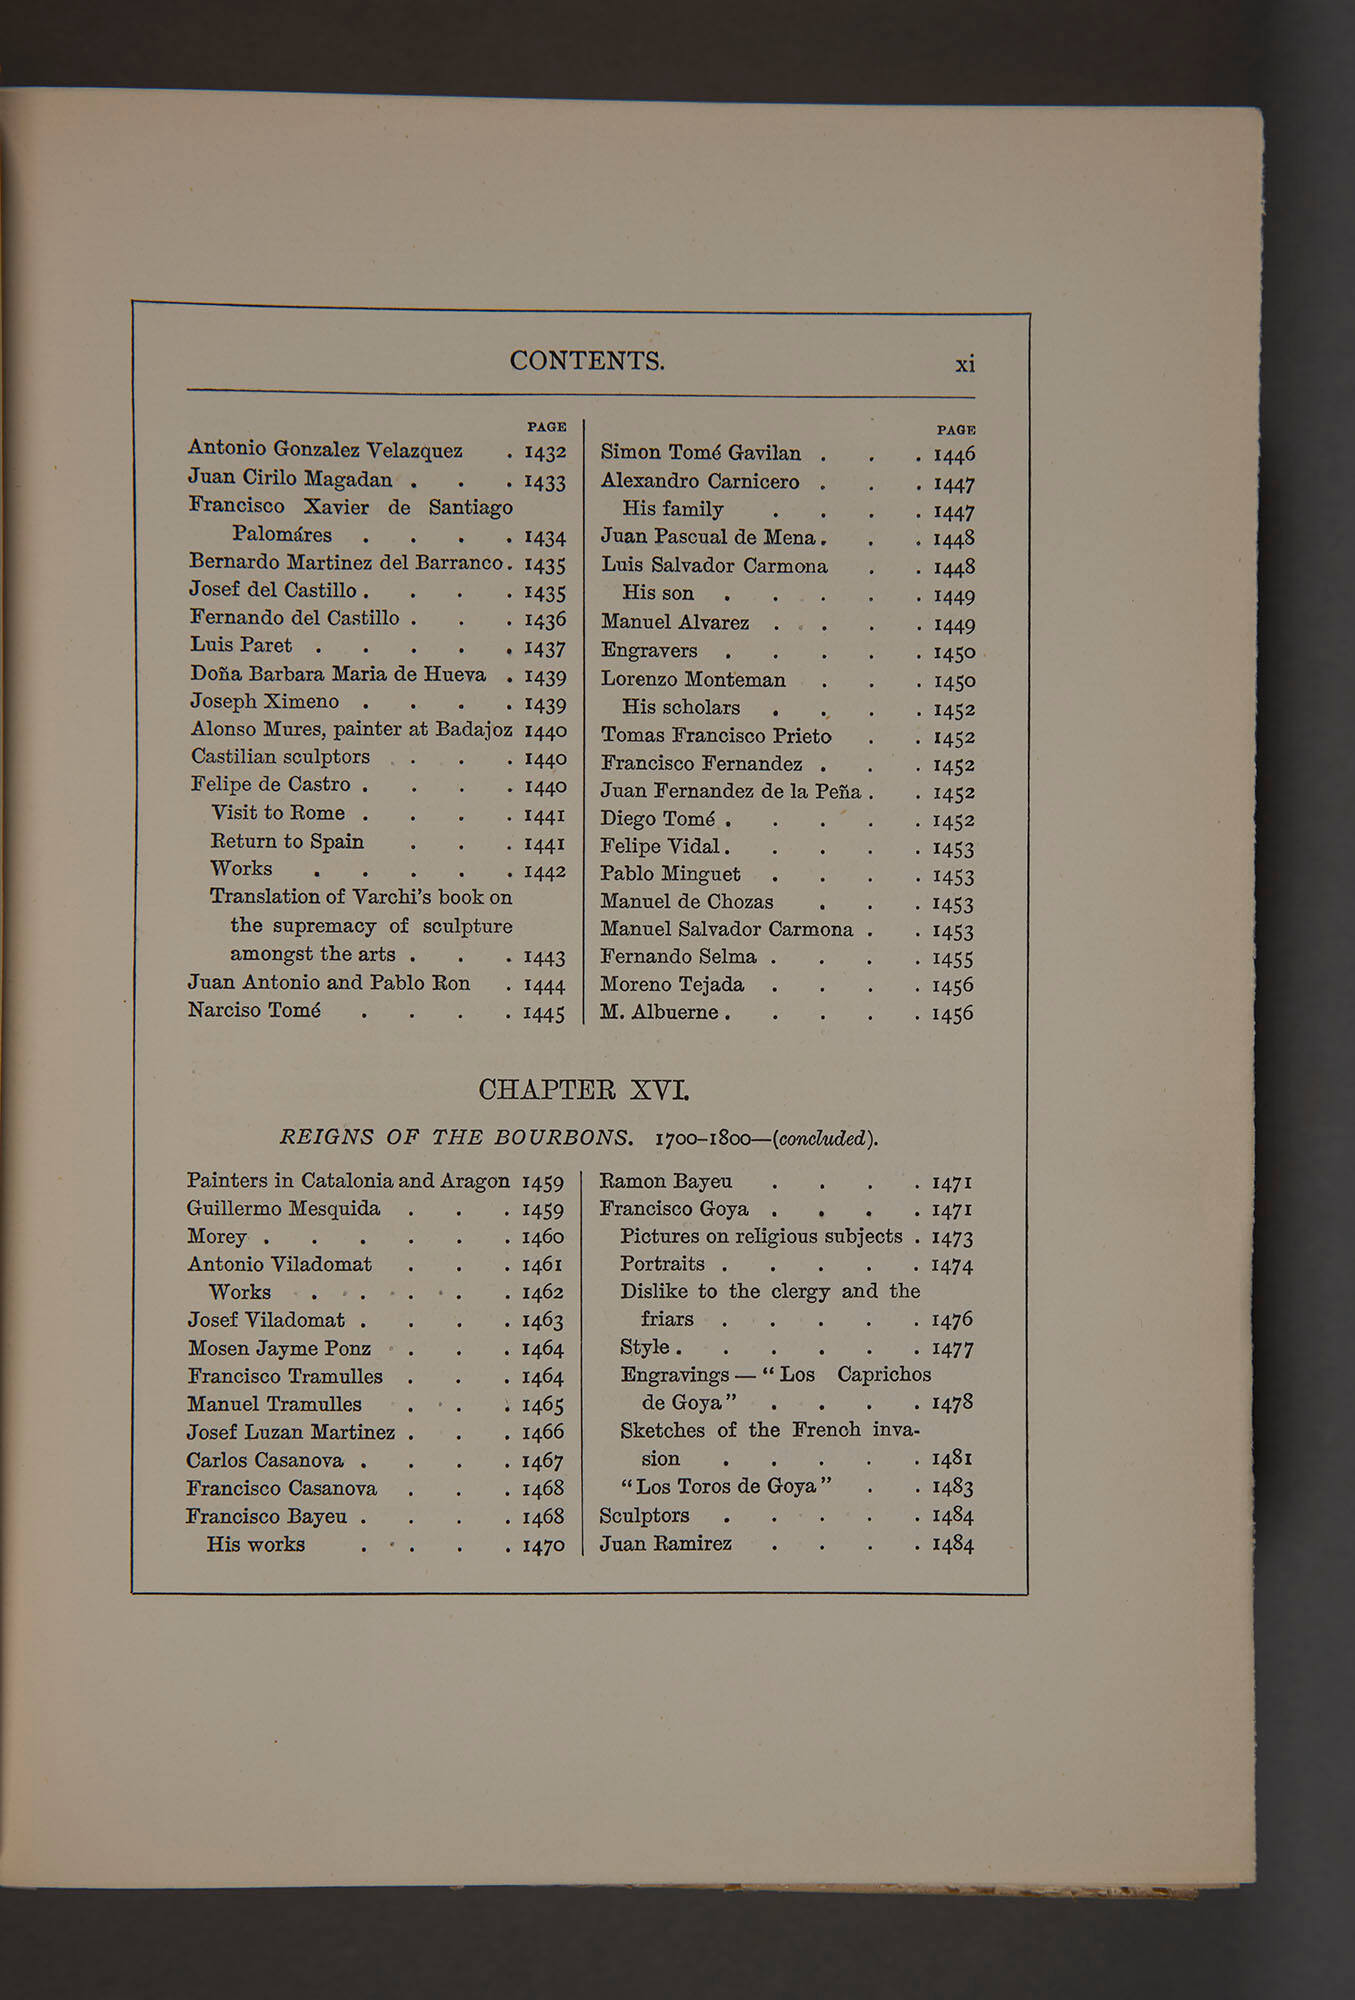 CONTENTS. xi
PAGE
Antonio Gonzalez Velazquez . 1432
Juan Cirilo Magadan . . . 1433
Francisco Xavier de Santiago
Palomáres . . . . 1434
Bernardo Martinez del Barranco . 1435
Josef del Castillo . . . . 1435
Fernando del Castillo . . . 1436
Luis Paret . . . . . 1437
Doña Barbara Maria de Hueva . 1439
Joseph Ximeno . . . . 1439
Alonso Mures, painter at Badajoz 1440
Castilian sculptors . . . . 1440
Felipe de Castro . . . . 1440
Visit to Rome . . . . 1441
Return to Spain . . . 1441
Works . . . . . 1442
Translation of Varchi's book on
the supremacy of sculpture
amongst the arts . . . 1443
Juan Antonio and Pablo Ron . 1444
Narciso Tomé . . . . 1445
PAGE
Simon Tomé Gavilan . . . 1446
Alexandro Carnicero . . . 1447
His family . . . . 1447
Juan Pascual de Mena . . . 1448
Luis Salvador Carmona . . 1448
His son . . . . . 1449
Manuel Alvarez . . . . 1449
Engravers . . . . . 1450
Lorenzo Monteman . . . 1450
His scholars . . . . 1452
Tomas Francisco Prieto . . 1452
Francisco Fernandez . . . 1452
Juan Fernandez de la Peña . . 1452
Diego Tomé . . . . . 1452
Felipe Vidal . . . . . 1453
Pablo Minguet . . . . 1453
Manuel de Chozas . . . 1453
Manuel Salvador Carmona . . 1453
Fernando Selma . . . . 1455
Moreno Tejada . . . . 1456
M. Albuerne . . . . . 1456
CHAPTER XVI.
REIGNS OF THE BOURBONS. 1700–1800—(concluded).
Painters in Catalonia and Aragon 1459
Guillermo Mesquida . . . 1459
Morey . . . . . . 1460
Antonio Viladomat . . . 1461
Works . . . . . 1462
Josef Viladomat . . . . 1463
Mosen Jayme Ponz . . . 1464
Francisco Tramulles . . . 1464
Manuel Tramulles . . . 1465
Josef Luzan Martinez . . . 1466
Carlos Casanova . . . . 1467
Francisco Casanova . . . 1468
Francisco Bayeu . . . . 1468
His works . . . . 1470
Ramon Bayeu . . . . 1471
Francisco Goya . . . . 1471
Pictures on religious subjects . 1473
Portraits . . . . . 1474
Dislike to the clergy and the
friars . . . . . 1476
Style . . . . . . 1477
Engravings — “Los Caprichos
de Goya” . . . . 1478
Sketches of the French inva-
sion . . . . . 1481
“Los Toros de Goya” . . 1483
Sculptors . . . . . 1484
Juan Ramirez . . . . 1484